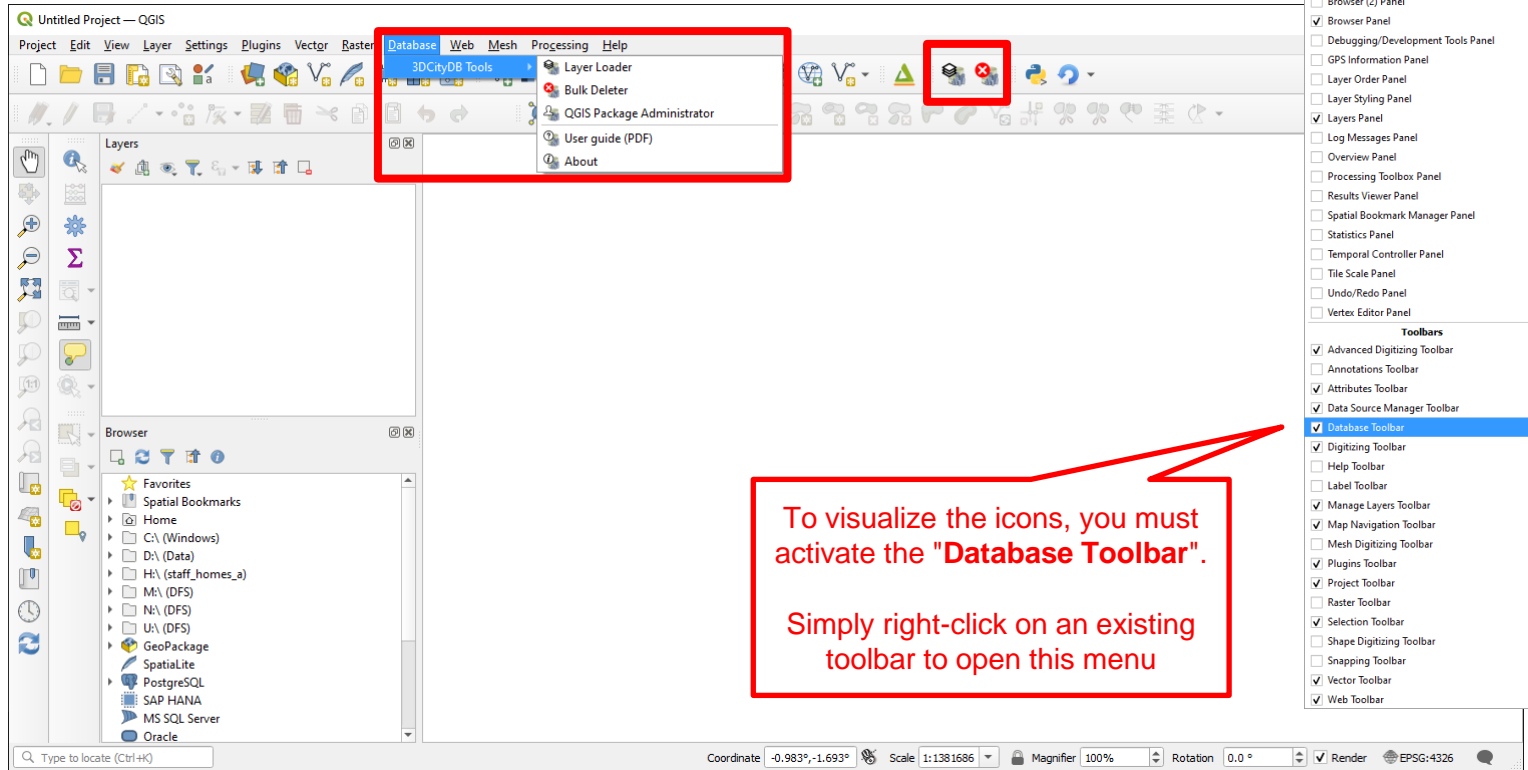 Untitled Project — QGIS
Project Edit View Layer Settings Plugins Vector Raster Database Web Mesh Processing Help
3DCityDB Tools
Layer Loader
Bulk Deleter
QGIS Package Administrator
User guide (PDF)
About
Layers
Browser
Favorites
Spatial Bookmarks
Home
C:\ (Windows)
D:\ (Data)
H:\ (staff_homes_a)
M:\ (DFS)
N:\ (DFS)
U:\ (DFS)
GeoPackage
SpatiaLite
PostgreSQL
SAP HANA
MS SQL Server
Oracle
To visualize the icons, you must
activate the "Database Toolbar".
Simply right-click on an existing
toolbar to open this menu
Browser (2) Panel
Browser Panel
Debugging/Development Tools Panel
GPS Information Panel
Layer Order Panel
Layer Styling Panel
Layers Panel
Log Messages Panel
Overview Panel
Processing Toolbox Panel
Results Viewer Panel
Spatial Bookmark Manager Panel
Statistics Panel
Temporal Controller Panel
Tile Scale Panel
Undo/Redo Panel
Vertex Editor Panel
Toolbars
Advanced Digitizing Toolbar
Annotations Toolbar
Attributes Toolbar
Data Source Manager Toolbar
Database Toolbar
Digitizing Toolbar
Help Toolbar
Label Toolbar
Manage Layers Toolbar
Map Navigation Toolbar
Mesh Digitizing Toolbar
Plugins Toolbar
Project Toolbar
Raster Toolbar
Selection Toolbar
Shape Digitizing Toolbar
Snapping Toolbar
Vector Toolbar
Web Toolbar
Type to locate (Ctrl+K) Coordinate -0.983°,-1.693° Scale 1:1381686 Magnifier 100% Rotation 0.0 ° Render EPSG:4326